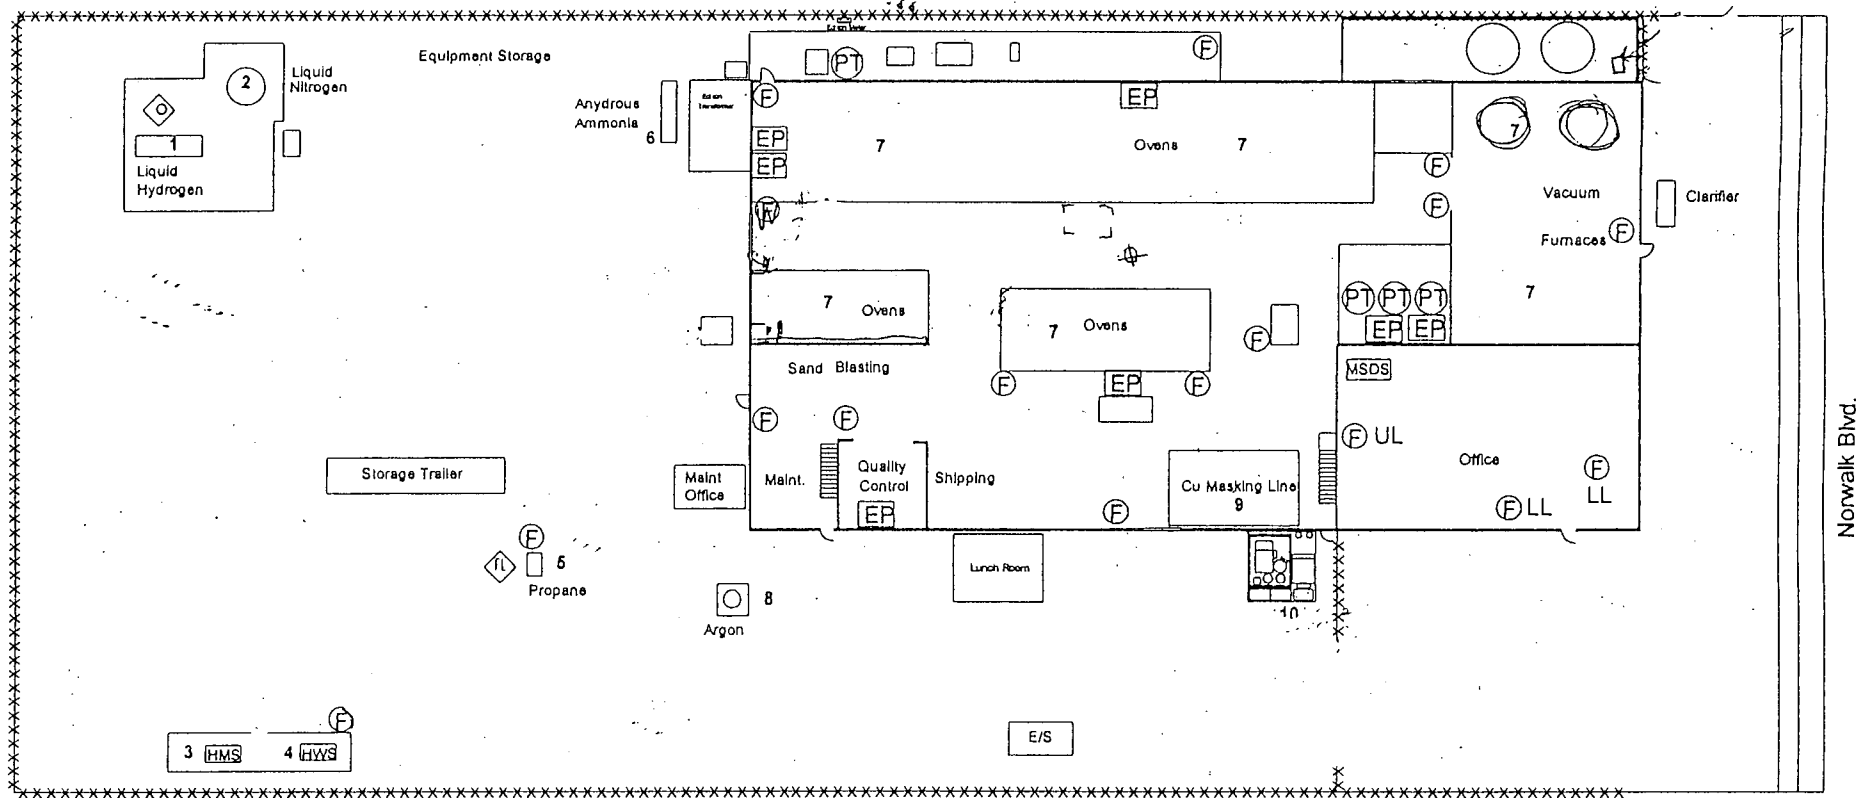 Equipment Storage
PT
F
2
Liquid
Nitrogen
1
Liquid
Hydrogen
Anydrous
Ammonia
6
Edison
Transformer
F
EP
EP
7
EP
Ovens
7
7
F
F
Vacuum
Furnaces
F
7
Clarifier
7
Ovens
7
Ovens
F
PT
PT
PT
EP
EP
Sand Blasting
F
EP
F
MSDS
F
F
F UL
Office
F
LL
F LL
Storage Trailer
Maint
Office
Maint.
Quality
Control
EP
Shipping
F
Cu Masking Line
9
Norwalk Blvd.
F
fl
5
Propane
8
Argon
Lunch Room
10
F
3
HMS
4
HWS
E/S